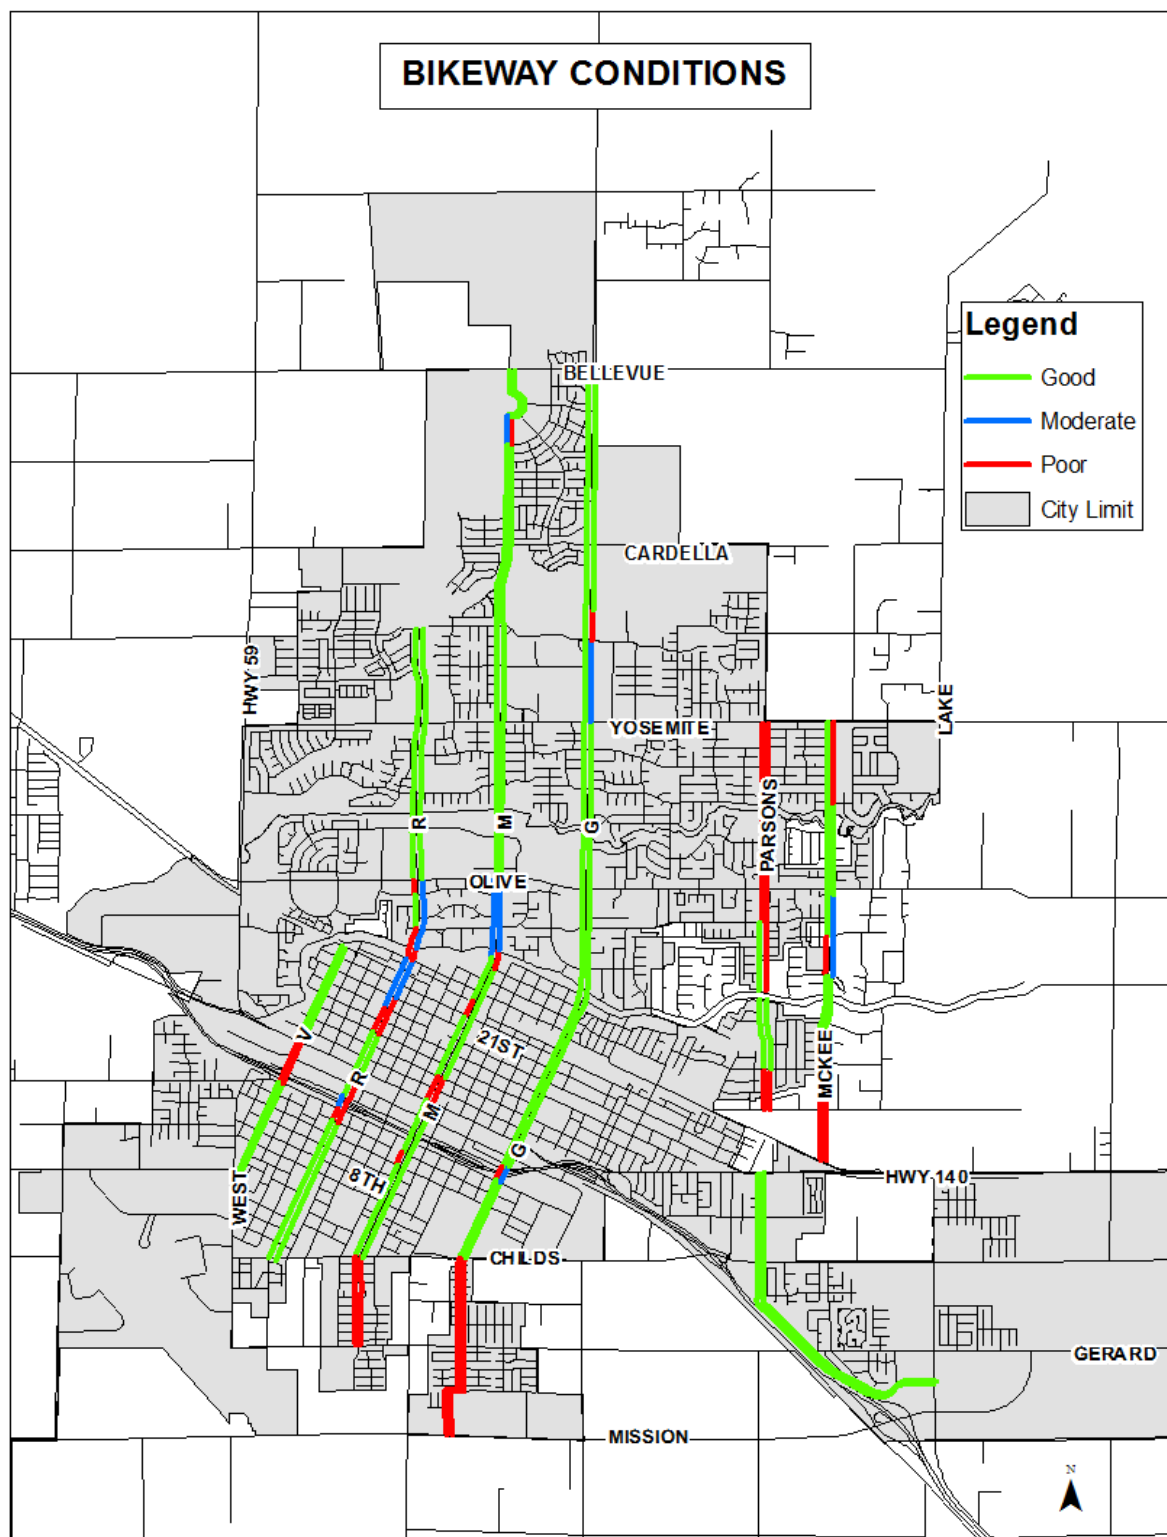 BIKEWAY CONDITIONS
Legend
Good
Moderate
Poor
City Limit
BELLEVUE
CARDELLA
HWY 59
LAKE
YOSEMITE
PARSONS
R
M
G
OLIVE
V
21ST
R
MCKEE
M
G
8TH
WEST
HWY 140
CHILDS
GERARD
MISSION
N